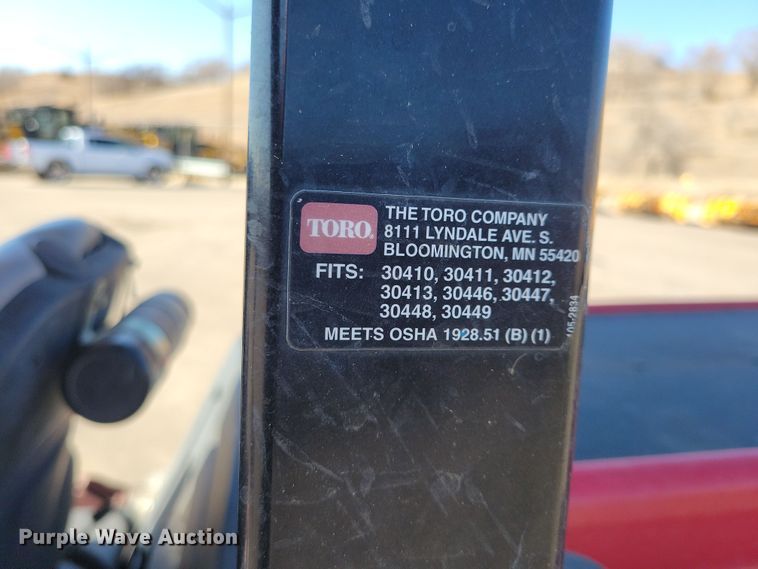 TORO
THE TORO COMPANY
8111 LYNDALE AVE. S.
BLOOMINGTON, MN 55420
FITS: 30410, 30411, 30412,
30413, 30446, 30447,
30448, 30449
MEETS OSHA 1928.51 (B) (1)
105-2834
Purple Wave Auction